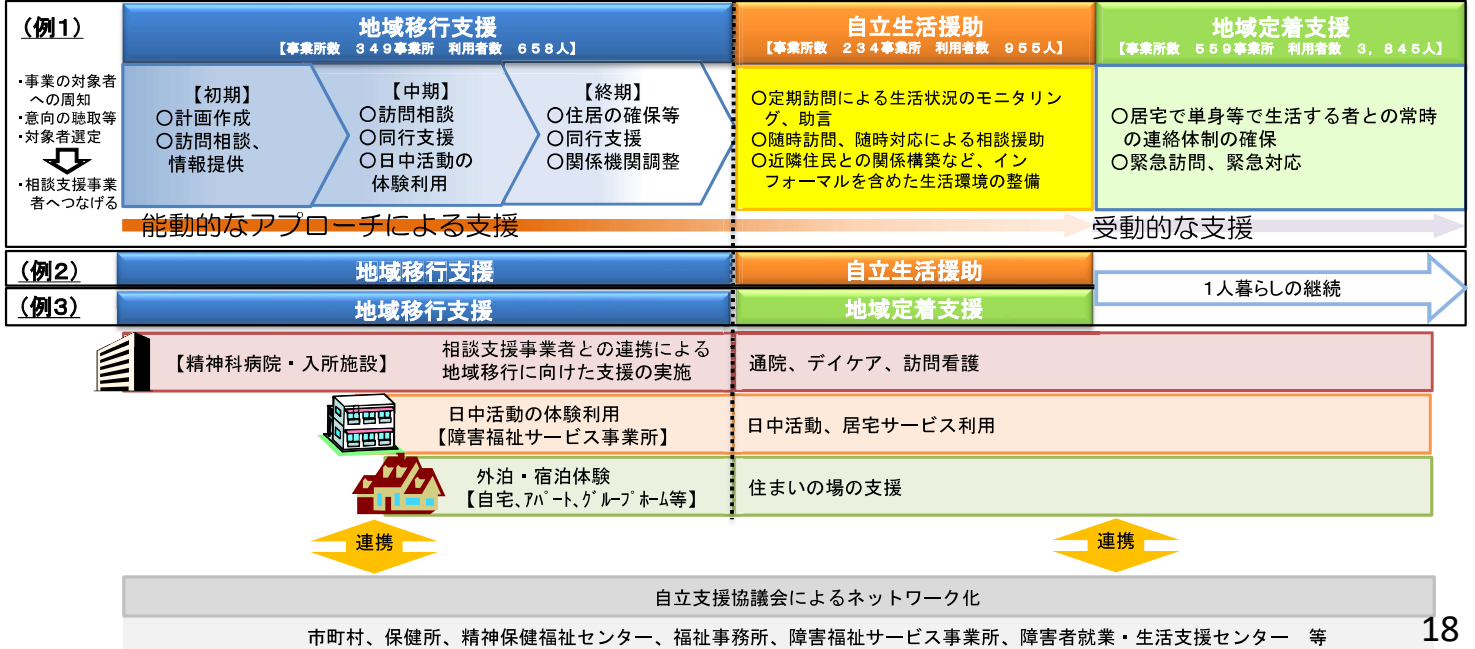 （例1）
・事業の対象者
への周知
・意向の聴取等
・対象者選定
・相談支援事業
者へつなげる
地域移行支援
【事業所数　３４９事業所　利用者数　６５８人】
【初期】
〇計画作成
〇訪問相談、
情報提供
【中期】
〇訪問相談
〇同行支援
〇日中活動の
体験利用
【終期】
〇住居の確保等
〇同行支援
〇関係機関調整
自立生活援助
【事業所数　２３４事業所　利用者数　９５５人】
〇定期訪問による生活状況のモニタリン
グ、助言
〇随時訪問、随時対応による相談援助
〇近隣住民との関係構築など、イン
フォーマルを含めた生活環境の整備
地域定着支援
【事業所数　５５９事業所　利用者数　３，８４５人】
〇居宅で単身等で生活する者との常時
の連絡体制の確保
〇緊急訪問、緊急対応
能動的なアプローチによる支援
受動的な支援
（例2）
地域移行支援
自立生活援助
1人暮らしの継続
（例3）
地域移行支援
地域定着支援
【精神科病院・入所施設】
相談支援事業者との連携による
地域移行に向けた支援の実施
通院、デイケア、訪問看護
日中活動の体験利用
【障害福祉サービス事業所】
日中活動、居宅サービス利用
外泊・宿泊体験
【自宅、ｱﾊﾟｰﾄ、ｸﾞﾙｰﾌﾟﾎｰﾑ等】
住まいの場の支援
連携
連携
自立支援協議会によるネットワーク化
市町村、保健所、精神保健福祉センター、福祉事務所、障害福祉サービス事業所、障害者就業・生活支援センター　等
18